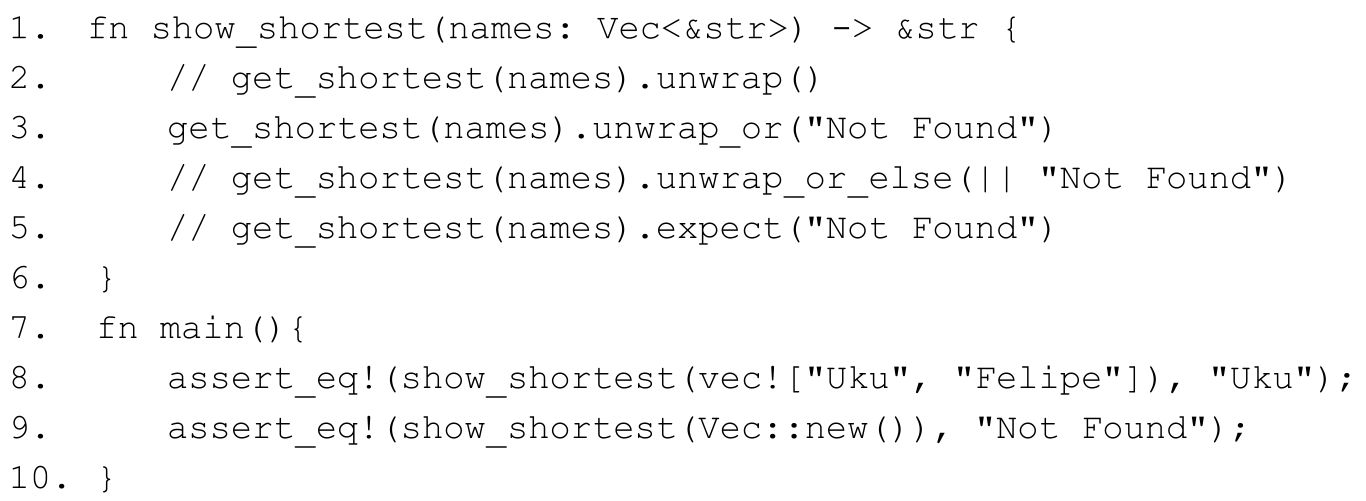 1.  fn show_shortest(names: Vec<&str>) -> &str {
2.      // get_shortest(names).unwrap()
3.      get_shortest(names).unwrap_or("Not Found")
4.      // get_shortest(names).unwrap_or_else(|| "Not Found")
5.      // get_shortest(names).expect("Not Found")
6.  }
7.  fn main(){
8.      assert_eq!(show_shortest(vec!["Uku", "Felipe"]), "Uku");
9.      assert_eq!(show_shortest(Vec::new()), "Not Found");
10. }